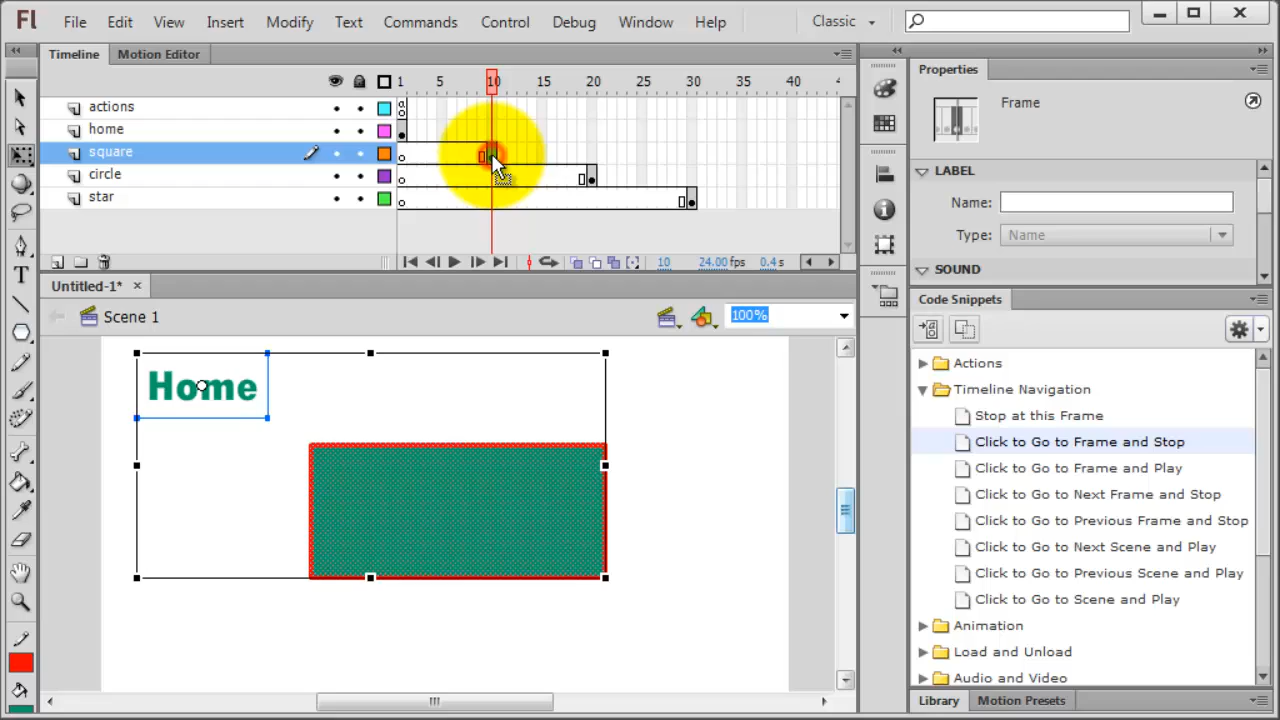 Fl File Edit View Insert Modify Text Commands Control Debug Window Help Classic
Timeline Motion Editor
1 5 10 15 20 25 30 35 40
actions
home
square
circle
star
10 24.00fps 0.4s
Untitled-1*
Scene 1 100%
Home
Properties
Frame
LABEL
Name:
Type: Name
SOUND
Code Snippets
Actions
Timeline Navigation
Stop at this Frame
Click to Go to Frame and Stop
Click to Go to Frame and Play
Click to Go to Next Frame and Stop
Click to Go to Previous Frame and Stop
Click to Go to Next Scene and Play
Click to Go to Previous Scene and Play
Click to Go to Scene and Play
Animation
Load and Unload
Audio and Video
Library Motion Presets